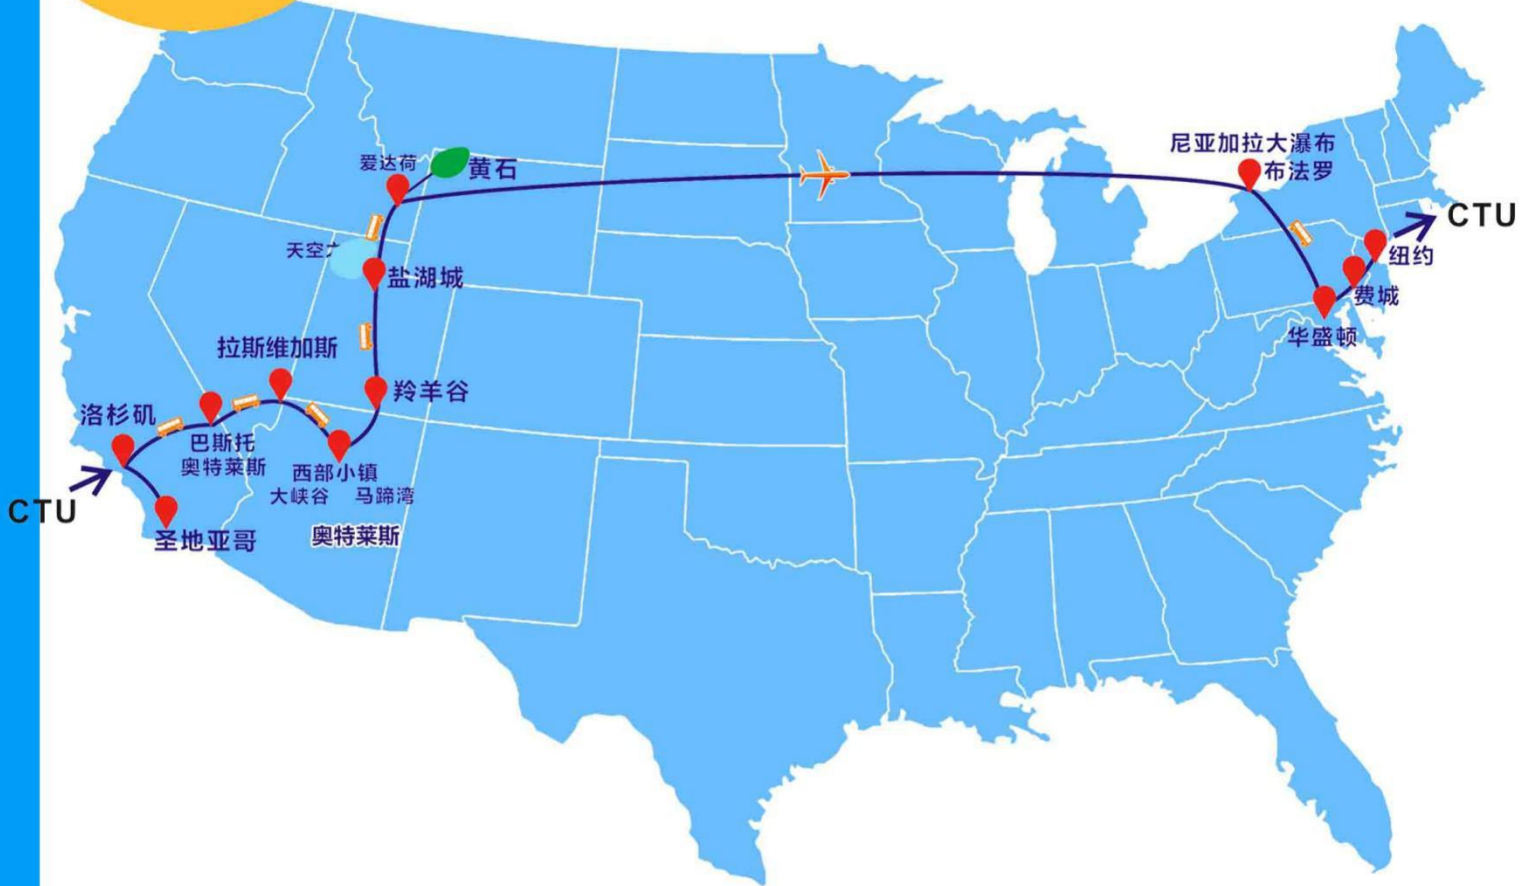 尼亚加拉大瀑布
布法罗
爱达荷
黄石
CTU
天空
纽约
盐湖城
费城
华盛顿
拉斯维加斯
羚羊谷
洛杉矶
巴斯托
奥特莱斯
西部小镇
大峡谷 马蹄湾
CTU
圣地亚哥
奥特莱斯